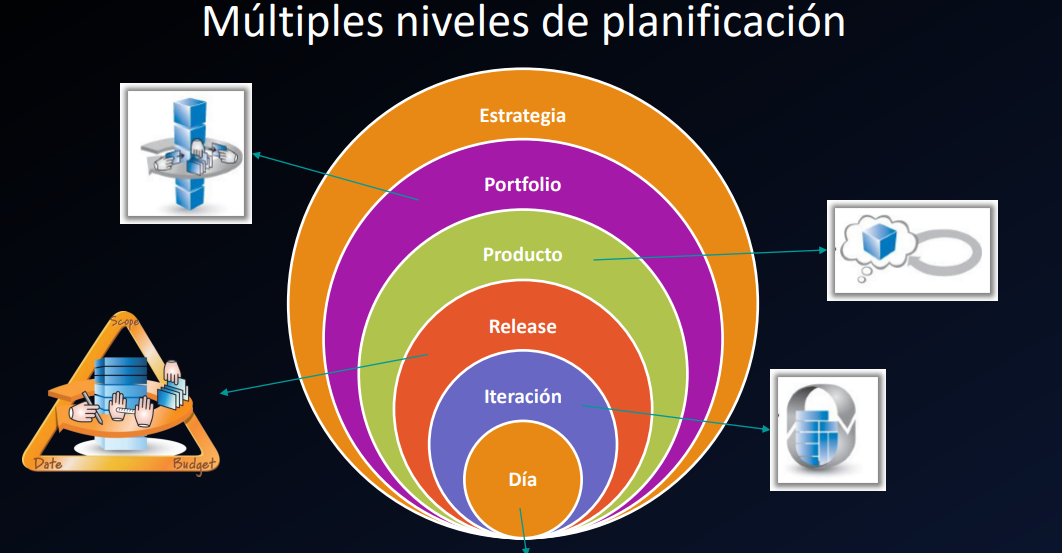 Múltiples niveles de planificación
Estrategia
Portfolio
Producto
Release
Iteración
Día
Scope
Date
Budget